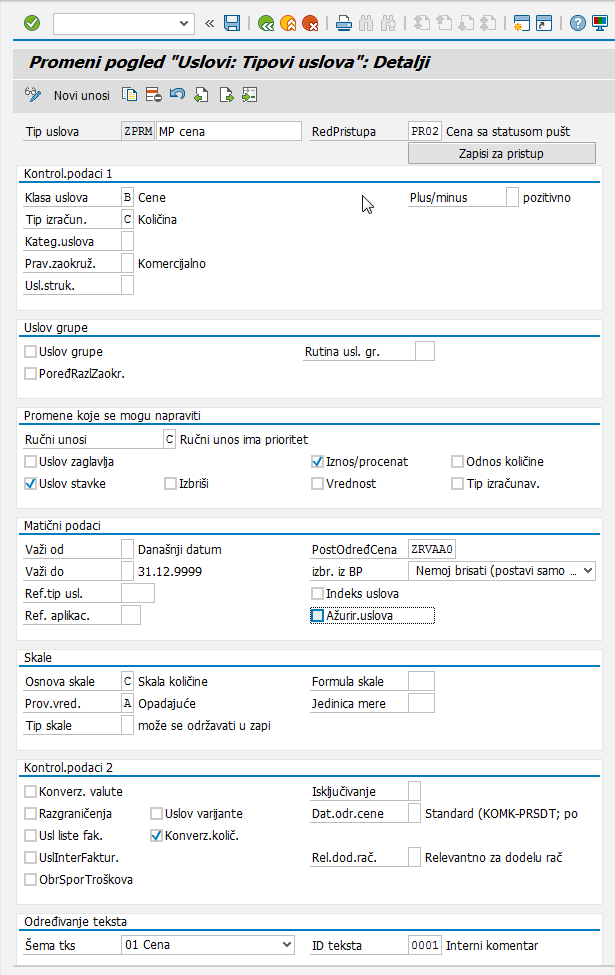 Promeni pogled "Uslovi: Tipovi uslova": Detalji
Novi unosi
Tip uslova ZPRM MP cena RedPristupa PR02 Cena sa statusom pušt
Zapisi za pristup
Kontrol.podaci 1
Klasa uslova B Cene Plus/minus pozitivno
Tip izračun. C Količina
Kateg.uslova
Prav.zaokruž. Komercijalno
Usl.struk.
Uslov grupe
Uslov grupe Rutina usl. gr.
PoređRazlZaokr.
Promene koje se mogu napraviti
Ručni unosi C Ručni unos ima prioritet
Uslov zaglavlja Iznos/procenat Odnos količine
Uslov stavke Izbriši Vrednost Tip izračunav.
Matični podaci
Važi od Današnji datum PostOdređCena ZRVAA0
Važi do 31.12.9999 izbr. iz BP Nemoj brisati (postavi samo ...
Ref.tip usl. Indeks uslova
Ref. aplikac. Ažurir.uslova
Skale
Osnova skale C Skala količine Formula skale
Prov.vred. A Opadajuće Jedinica mere
Tip skale može se održavati u zapi
Kontrol.podaci 2
Konverz. valute Isključivanje
Razgraničenja Uslov varijante Dat.odr.cene Standard (KOMK-PRSDT; po
Usl liste fak. Konverz.količ.
UslInterFaktur. Rel.dod.rač. Relevantno za dodelu rač
ObrSporTroškova
Određivanje teksta
Šema tks 01 Cena ID teksta 0001 Interni komentar